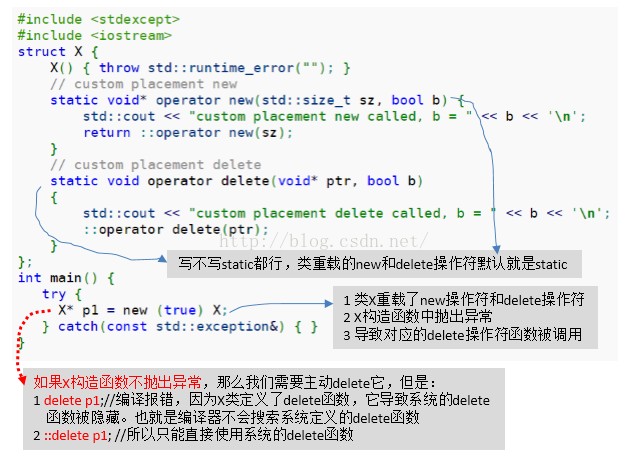 #include <stdexcept>
#include <iostream>
struct X {
X() { throw std::runtime_error(""); }
// custom placement new
static void* operator new(std::size_t sz, bool b) {
std::cout << "custom placement new called, b = " << b << '\n';
return ::operator new(sz);
}
// custom placement delete
static void operator delete(void* ptr, bool b)
{
std::cout << "custom placement delete called, b = " << b << '\n';
::operator delete(ptr);
}
http://blog.csdn.net/
写不写static都行，类重载的new和delete操作符默认就是static
};
int main() {
try {
X* p1 = new (true) X;
} catch(const std::exception&) { }
}
1 类X重载了new操作符和delete操作符
2 X构造函数中抛出异常
3 导致对应的delete操作符函数被调用
如果X构造函数不抛出异常，那么我们需要主动delete它，但是：
1 delete p1;//编译报错，因为X类定义了delete函数，它导致系统的delete
函数被隐藏。也就是编译器不会搜索系统定义的delete函数
2 ::delete p1; //所以只能直接使用系统的delete函数